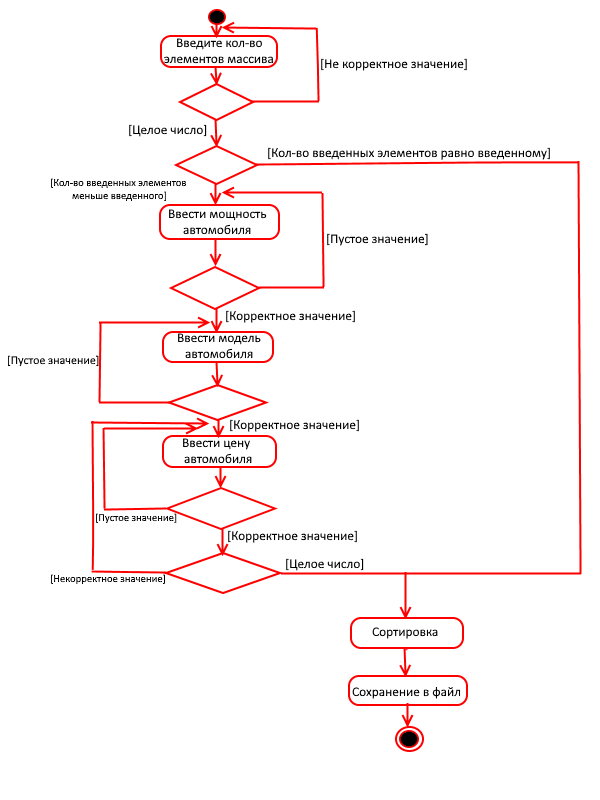 Введите кол-во
элементов массива
[Не корректное значение]
[Целое число]
[Кол-во введенных элементов равно введенному]
[Кол-во введенных элементов
меньше введенного]
Ввести мощность
автомобиля
[Пустое значение]
[Корректное значение]
Ввести модель
автомобиля
[Пустое значение]
[Корректное значение]
Ввести цену
автомобиля
[Пустое значение]
[Корректное значение]
[Целое число]
[Некорректное значение]
Сортировка
Сохранение в файл